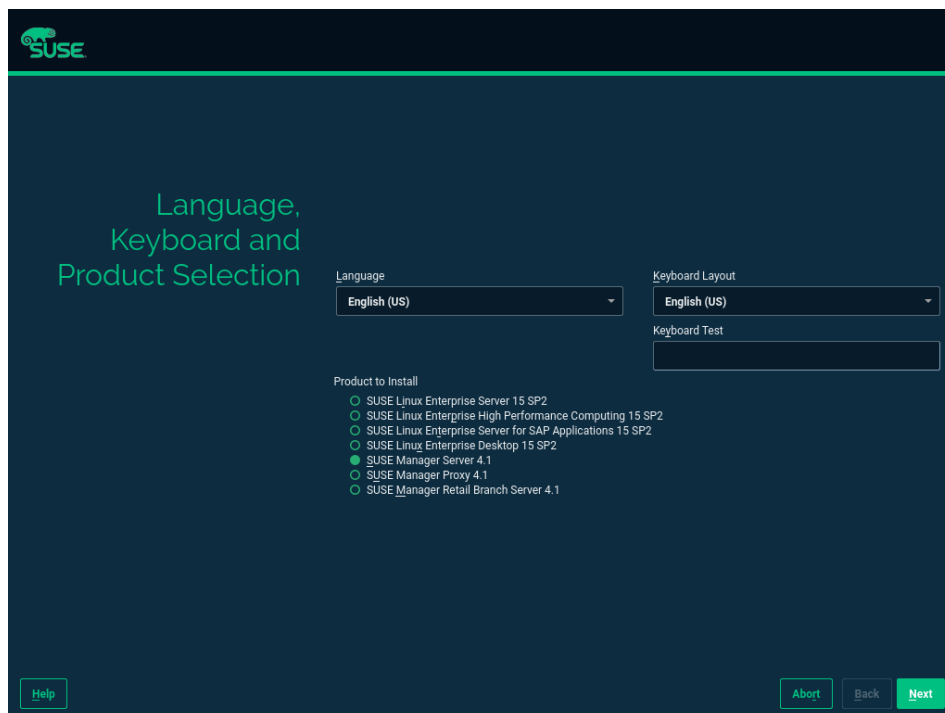 SUSE
Language,
Keyboard and
Product Selection
Language
Keyboard Layout
English (US)
English (US)
Keyboard Test
Product to Install
SUSE Linux Enterprise Server 15 SP2
SUSE Linux Enterprise High Performance Computing 15 SP2
SUSE Linux Enterprise Server for SAP Applications 15 SP2
SUSE Linux Enterprise Desktop 15 SP2
SUSE Manager Server 4.1
SUSE Manager Proxy 4.1
SUSE Manager Retail Branch Server 4.1
Help
Abort
Back
Next